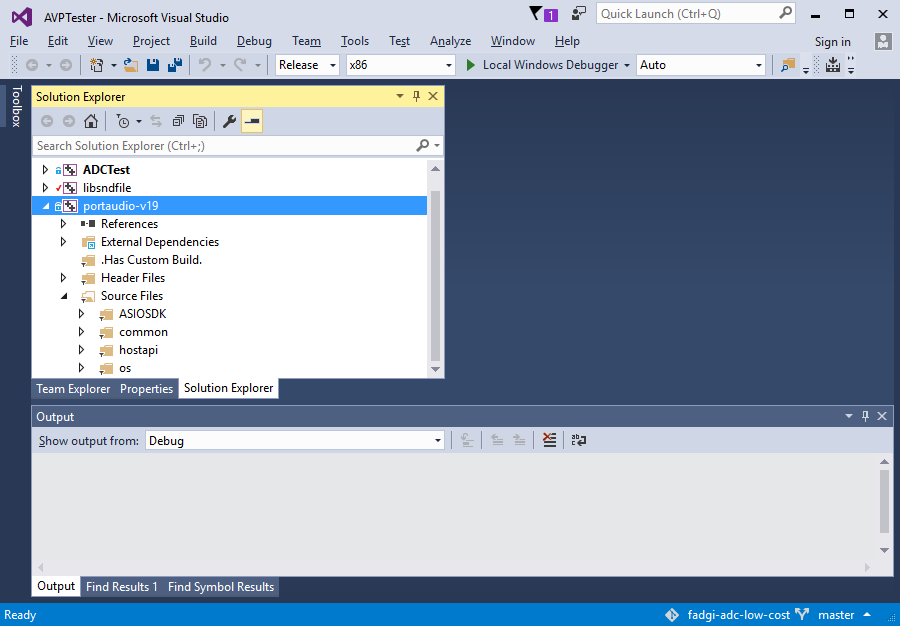 AVPTester - Microsoft Visual Studio
1
Quick Launch (Ctrl+Q)
File Edit View Project Build Debug Team Tools Test Analyze Window Help
Sign in
Release x86 Local Windows Debugger Auto
Toolbox
Solution Explorer
Search Solution Explorer (Ctrl+;)
ADCTest
libsndfile
portaudio-v19
References
External Dependencies
.Has Custom Build.
Header Files
Source Files
ASIOSDK
common
hostapi
os
Team Explorer Properties Solution Explorer
Output
Show output from: Debug
Output Find Results 1 Find Symbol Results
Ready fadgi-adc-low-cost master